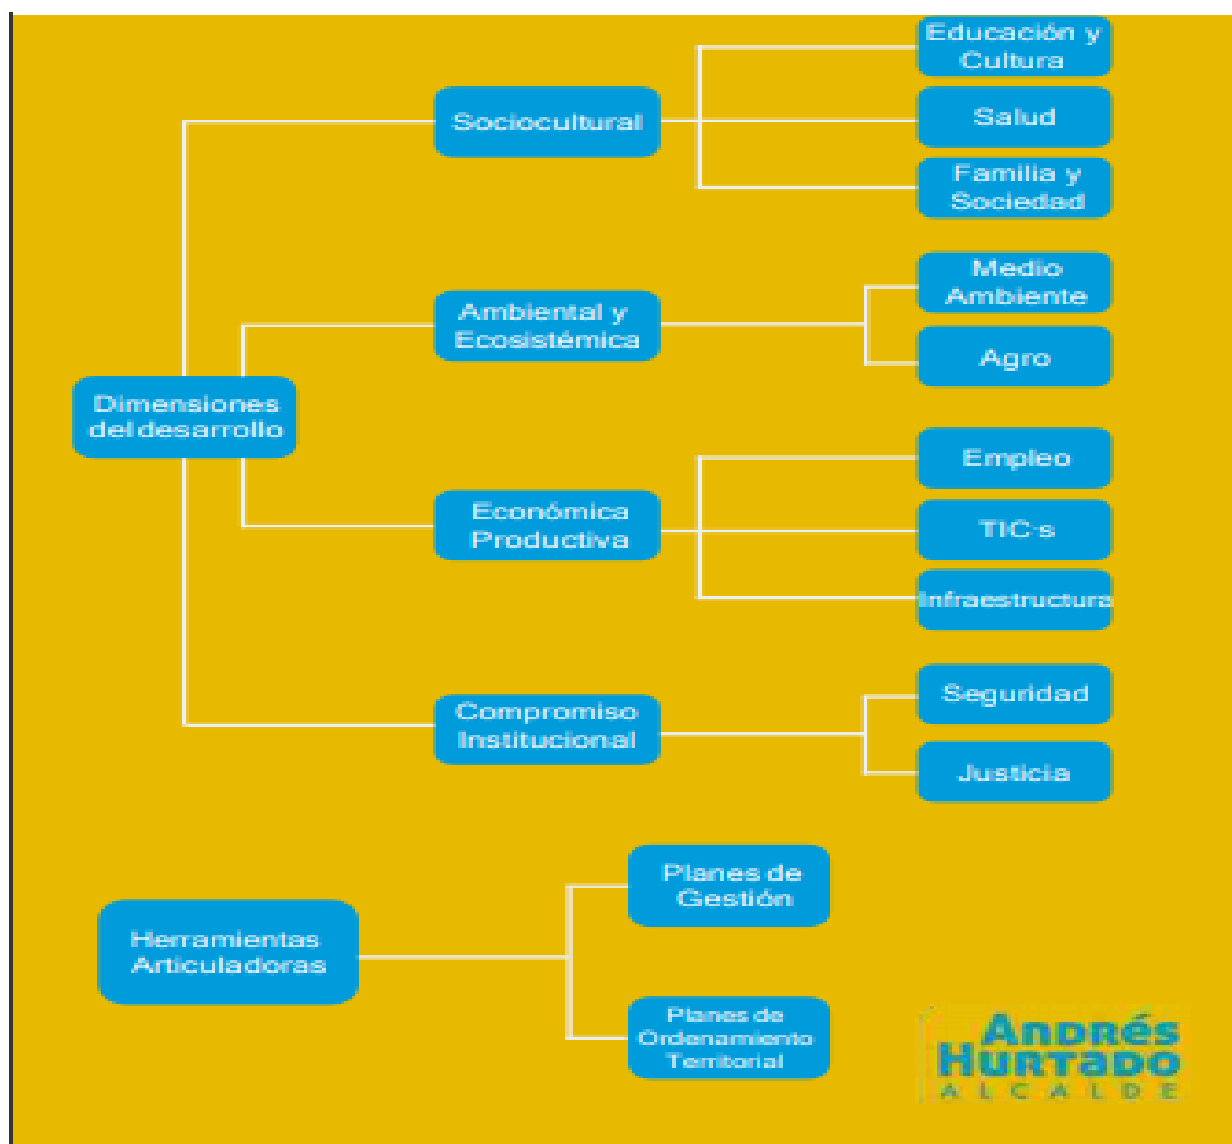 Educación y
Cultura
Sociocultural
Salud
Familia y
Sociedad
Medio
Ambiente
Ambiental y
Ecosistémica
Agro
Dimensiones
del desarrollo
Empleo
Económica
Productiva
TIC's
Infraestructura
Seguridad
Compromiso
Institucional
Justicia
Planes de
Gestión
Herramientas
Articuladoras
Planes de
Ordenamiento
Territorial
ANDRéS
HURTaDO
ALCALDE